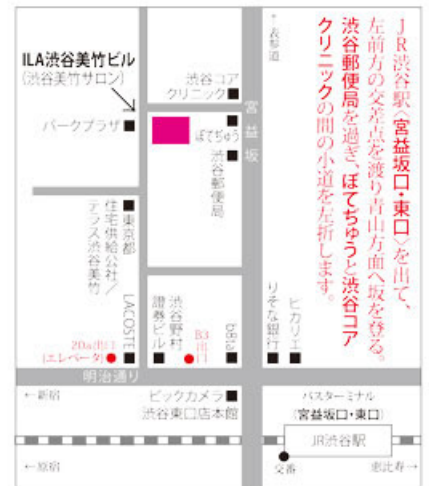 JR渋谷駅〈宮益坂口・東口〉を出て、
左前方の交差点を渡り青山方面へ坂を登る。
渋谷郵便局を過ぎ、ぼてぢゅうと渋谷コア
クリニックの間の小道を左折します。
←表参道
ILA渋谷美竹ビル
(渋谷美竹サロン)
渋谷コア
クリニック
宮益坂
パークプラザ
ぼてぢゅう
渋谷郵便局
東京都
住宅供給公社／
テラス渋谷美竹
LACOSTE
20a出口
(エレベータ)
渋谷野村
證券ビル
B3出口
b8ta
りそな銀行
ヒカリエ
明治通り
←新宿
ビックカメラ
渋谷東口店本館
バスターミナル
(宮益坂口・東口)
JR渋谷駅
←原宿
交番
恵比寿→